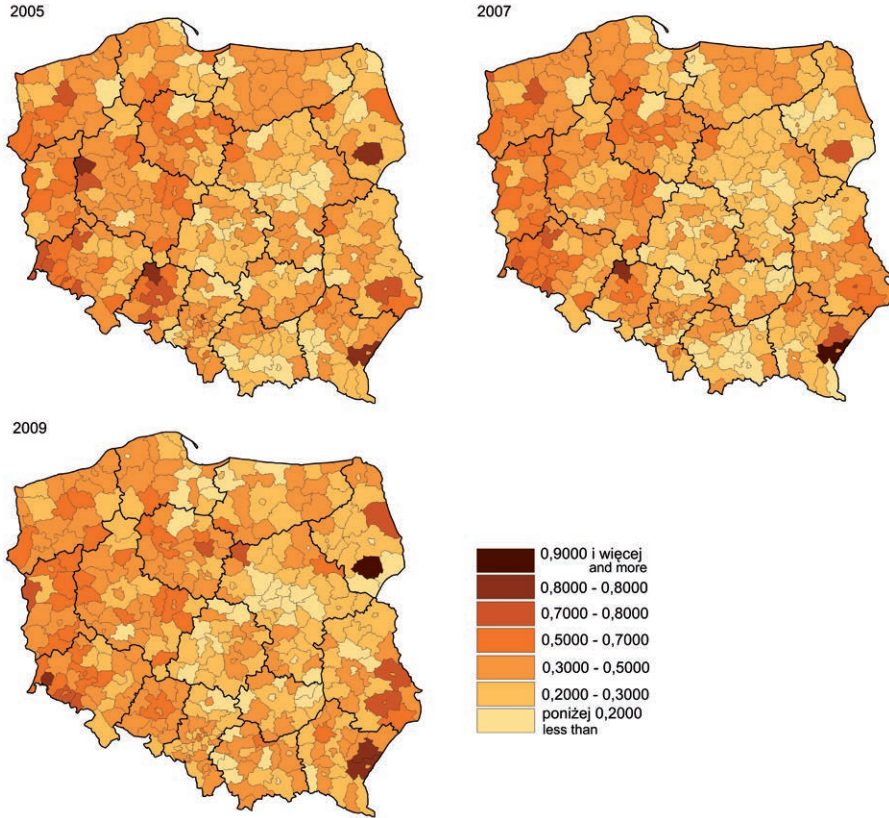 2005
2007
2009
0,9000 i więcej
and more
0,8000 - 0,8000
0,7000 - 0,8000
0,5000 - 0,7000
0,3000 - 0,5000
0,2000 - 0,3000
poniżej 0,2000
less than